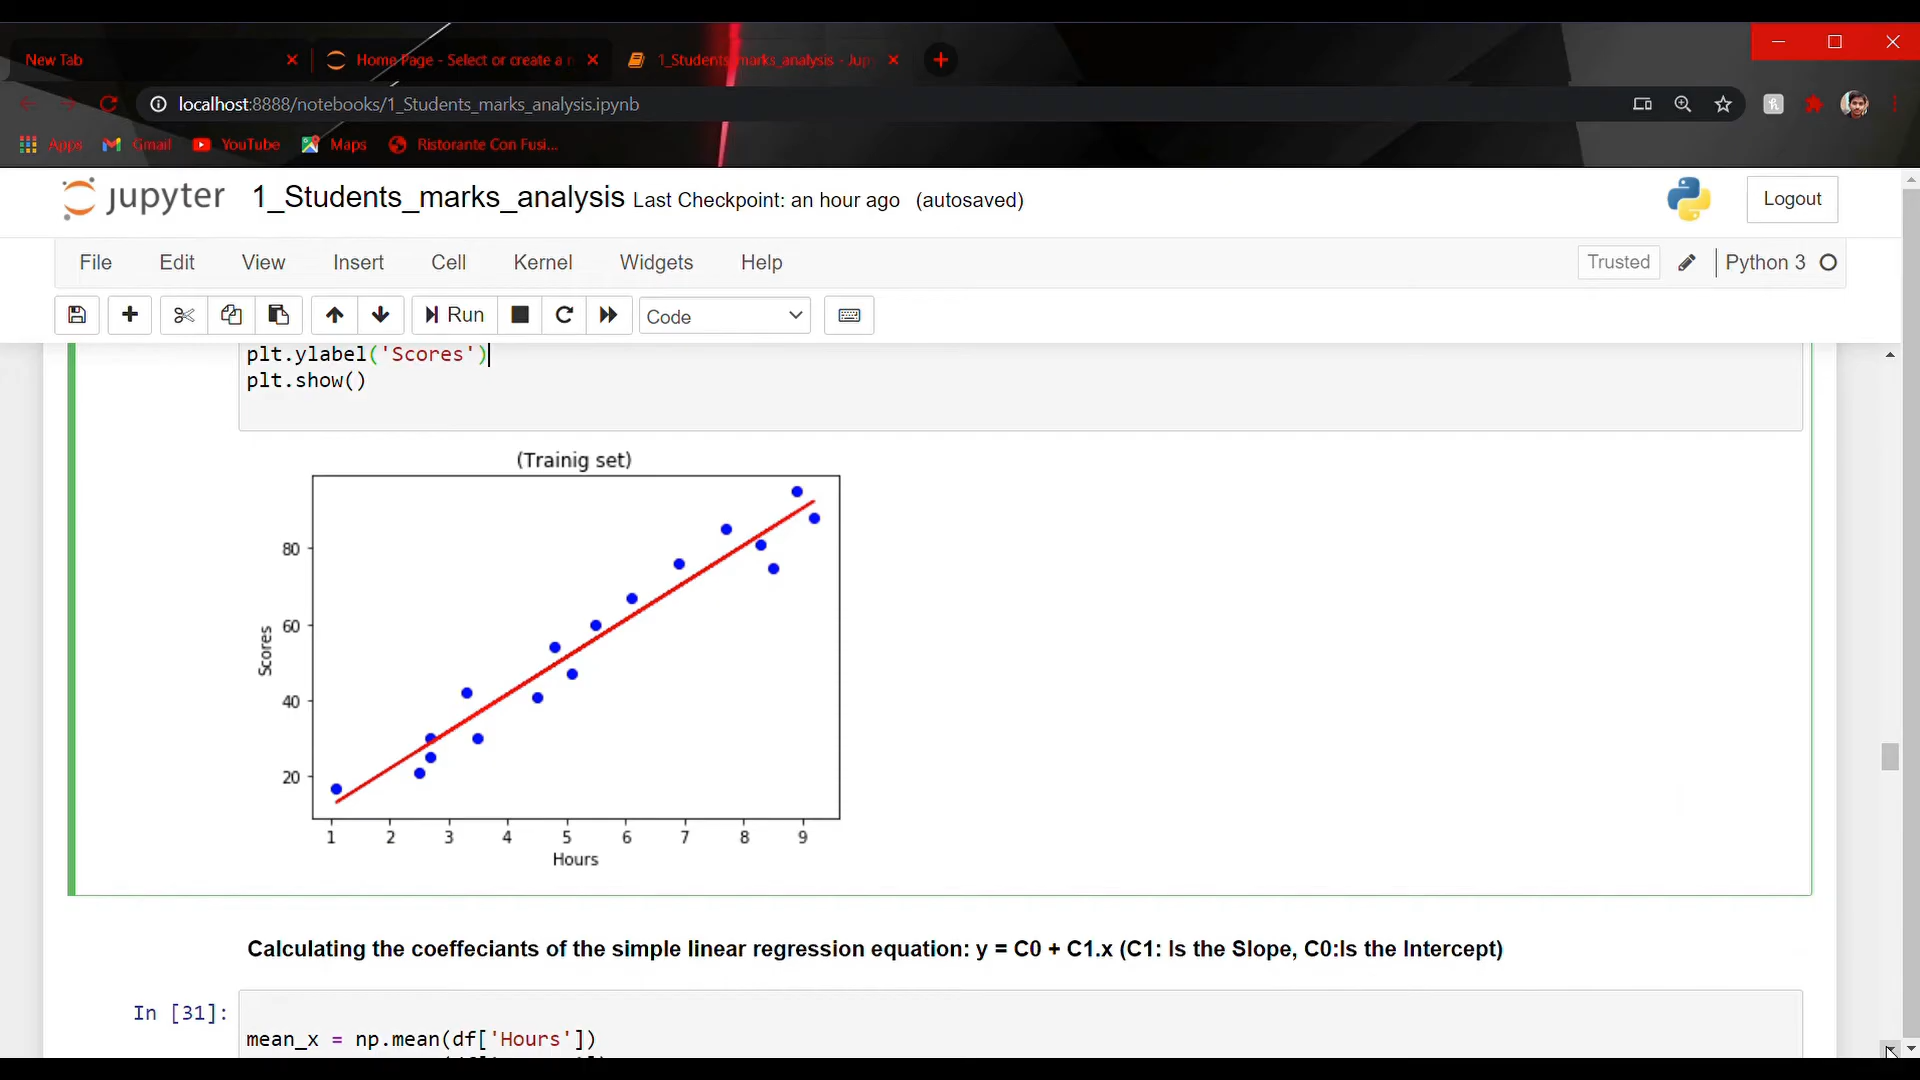 New Tab
Home Page - Select or create a n
1_Students_marks_analysis - Jup
localhost:8888/notebooks/1_Students_marks_analysis.ipynb
Apps
Gmail
YouTube
Maps
Ristorante Con Fusi...
jupyter 1_Students_marks_analysis Last Checkpoint: an hour ago (autosaved)
Logout
File Edit View Insert Cell Kernel Widgets Help
Trusted
Python 3
Run
Code
plt.ylabel('Scores')
plt.show()
(Trainig set)
80
60
40
20
Scores
1 2 3 4 5 6 7 8 9
Hours
Calculating the coeffeciants of the simple linear regression equation: y = C0 + C1.x (C1: Is the Slope, C0:Is the Intercept)
In [31]:
mean_x = np.mean(df['Hours'])